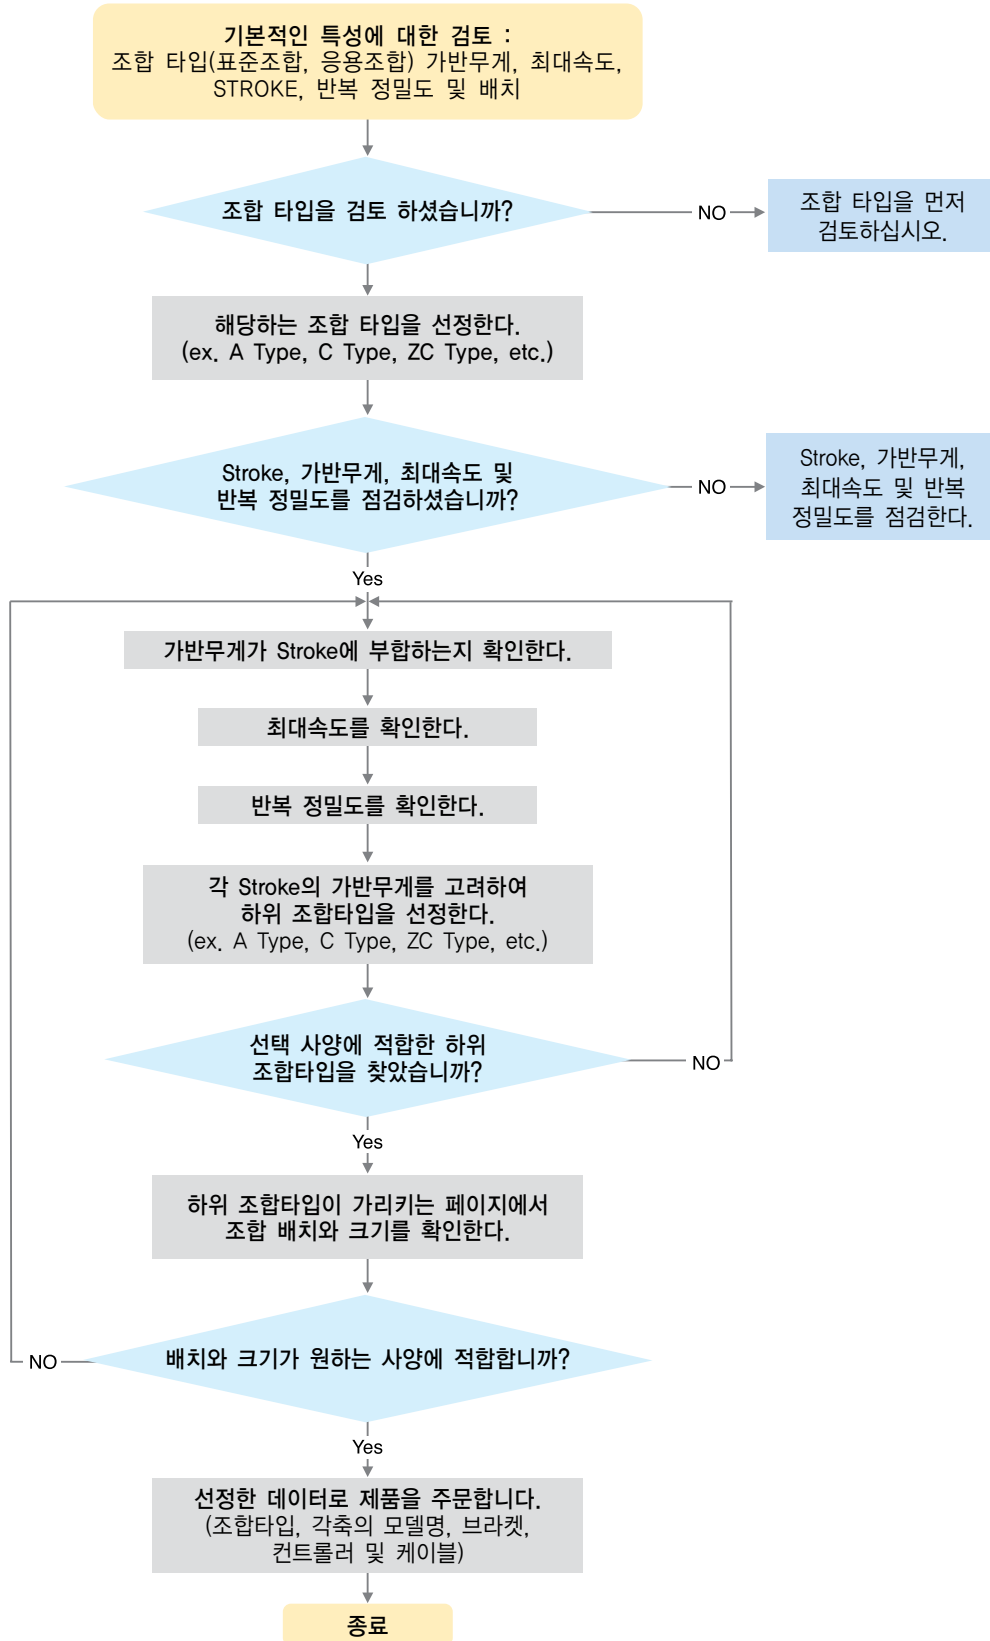 기본적인 특성에 대한 검토 :
조합 타입(표준조합, 응용조합) 가반무게, 최대속도,
STROKE, 반복 정밀도 및 배치
조합 타입을 검토 하셨습니까?
NO
조합 타입을 먼저
검토하십시오.
해당하는 조합 타입을 선정한다.
(ex. A Type, C Type, ZC Type, etc.)
Stroke, 가반무게, 최대속도 및
반복 정밀도를 점검하셨습니까?
NO
Stroke, 가반무게,
최대속도 및 반복
정밀도를 점검한다.
Yes
가반무게가 Stroke에 부합하는지 확인한다.
최대속도를 확인한다.
반복 정밀도를 확인한다.
각 Stroke의 가반무게를 고려하여
하위 조합타입을 선정한다.
(ex. A Type, C Type, ZC Type, etc.)
선택 사양에 적합한 하위
조합타입을 찾았습니까?
NO
Yes
하위 조합타입이 가리키는 페이지에서
조합 배치와 크기를 확인한다.
배치와 크기가 원하는 사양에 적합합니까?
NO
Yes
선정한 데이터로 제품을 주문합니다.
(조합타입, 각축의 모델명, 브라켓,
컨트롤러 및 케이블)
종료